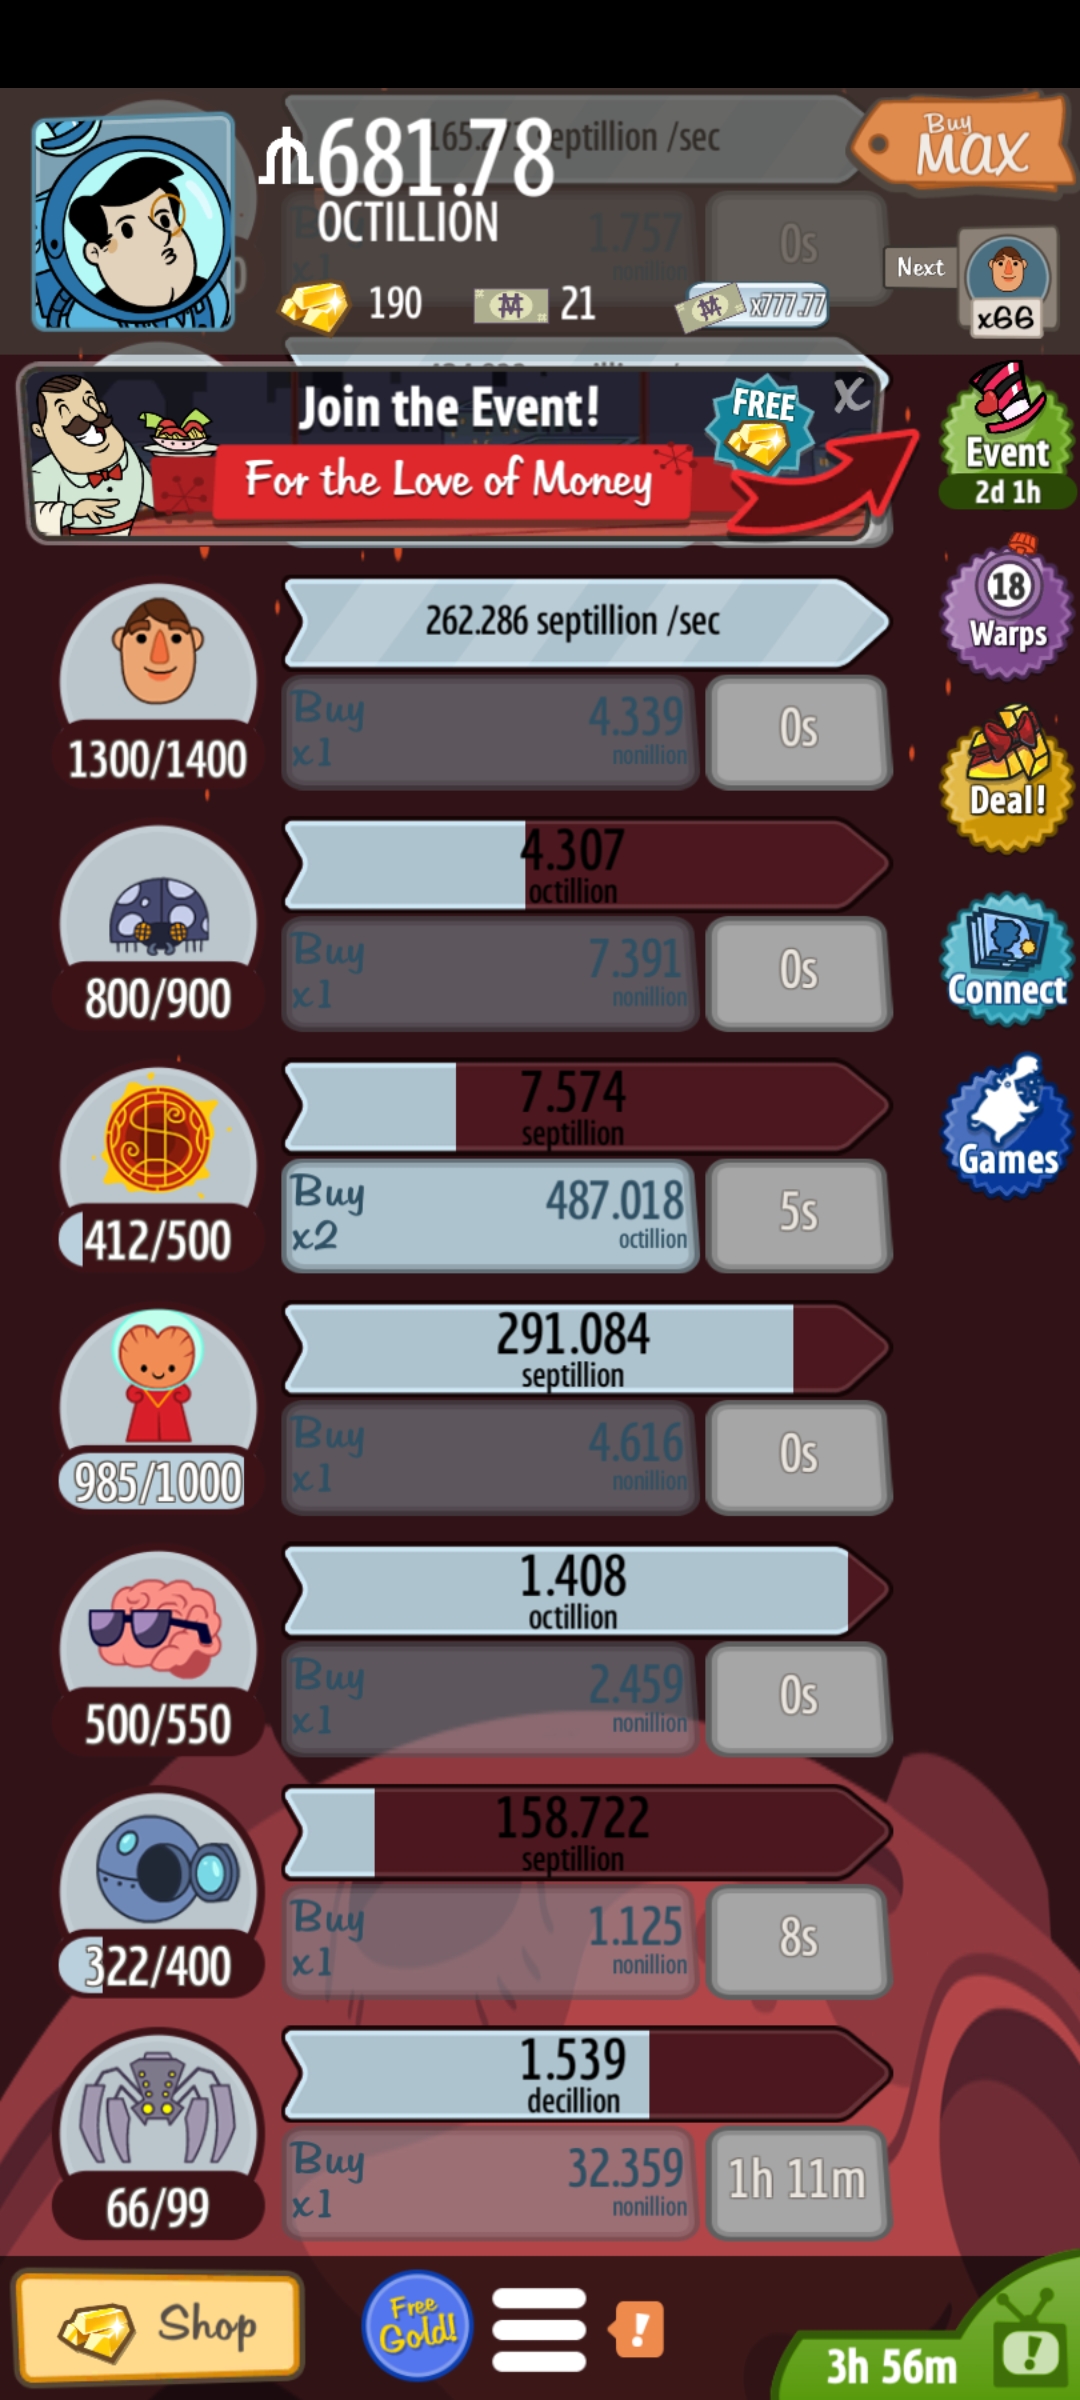 165.273 septillion /sec
681.78
OCTILLION
Buy
MAX
1.757
nonillion
x1
0s
Next
x66
190
21
x777.77
Join the Event!
FREE
X
For the Love of Money
Event
2d 1h
262.286 septillion /sec
18
Warps
Buy
x1
4.339
nonillion
0s
1300/1400
Deal!
4.307
octillion
Buy
x1
7.391
nonillion
0s
800/900
Connect
7.574
septillion
Buy
x2
487.018
octillion
5s
412/500
Games
291.084
septillion
Buy
x1
4.616
nonillion
0s
985/1000
1.408
octillion
Buy
x1
2.459
nonillion
0s
500/550
158.722
septillion
Buy
x1
1.125
nonillion
8s
322/400
1.539
decillion
Buy
x1
32.359
nonillion
1h 11m
66/99
Shop
Free
Gold!
!
3h 56m
!